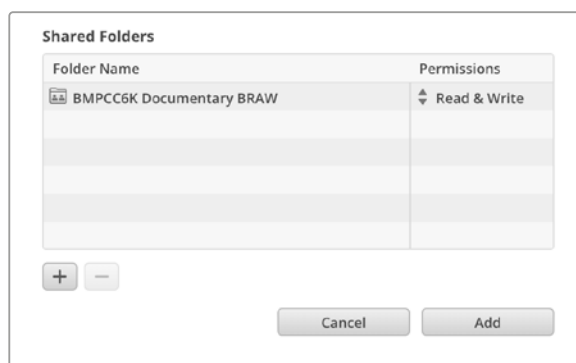 Shared Folders
Folder Name Permissions
BMPCC6K Documentary BRAW Read & Write
+ −
Cancel Add